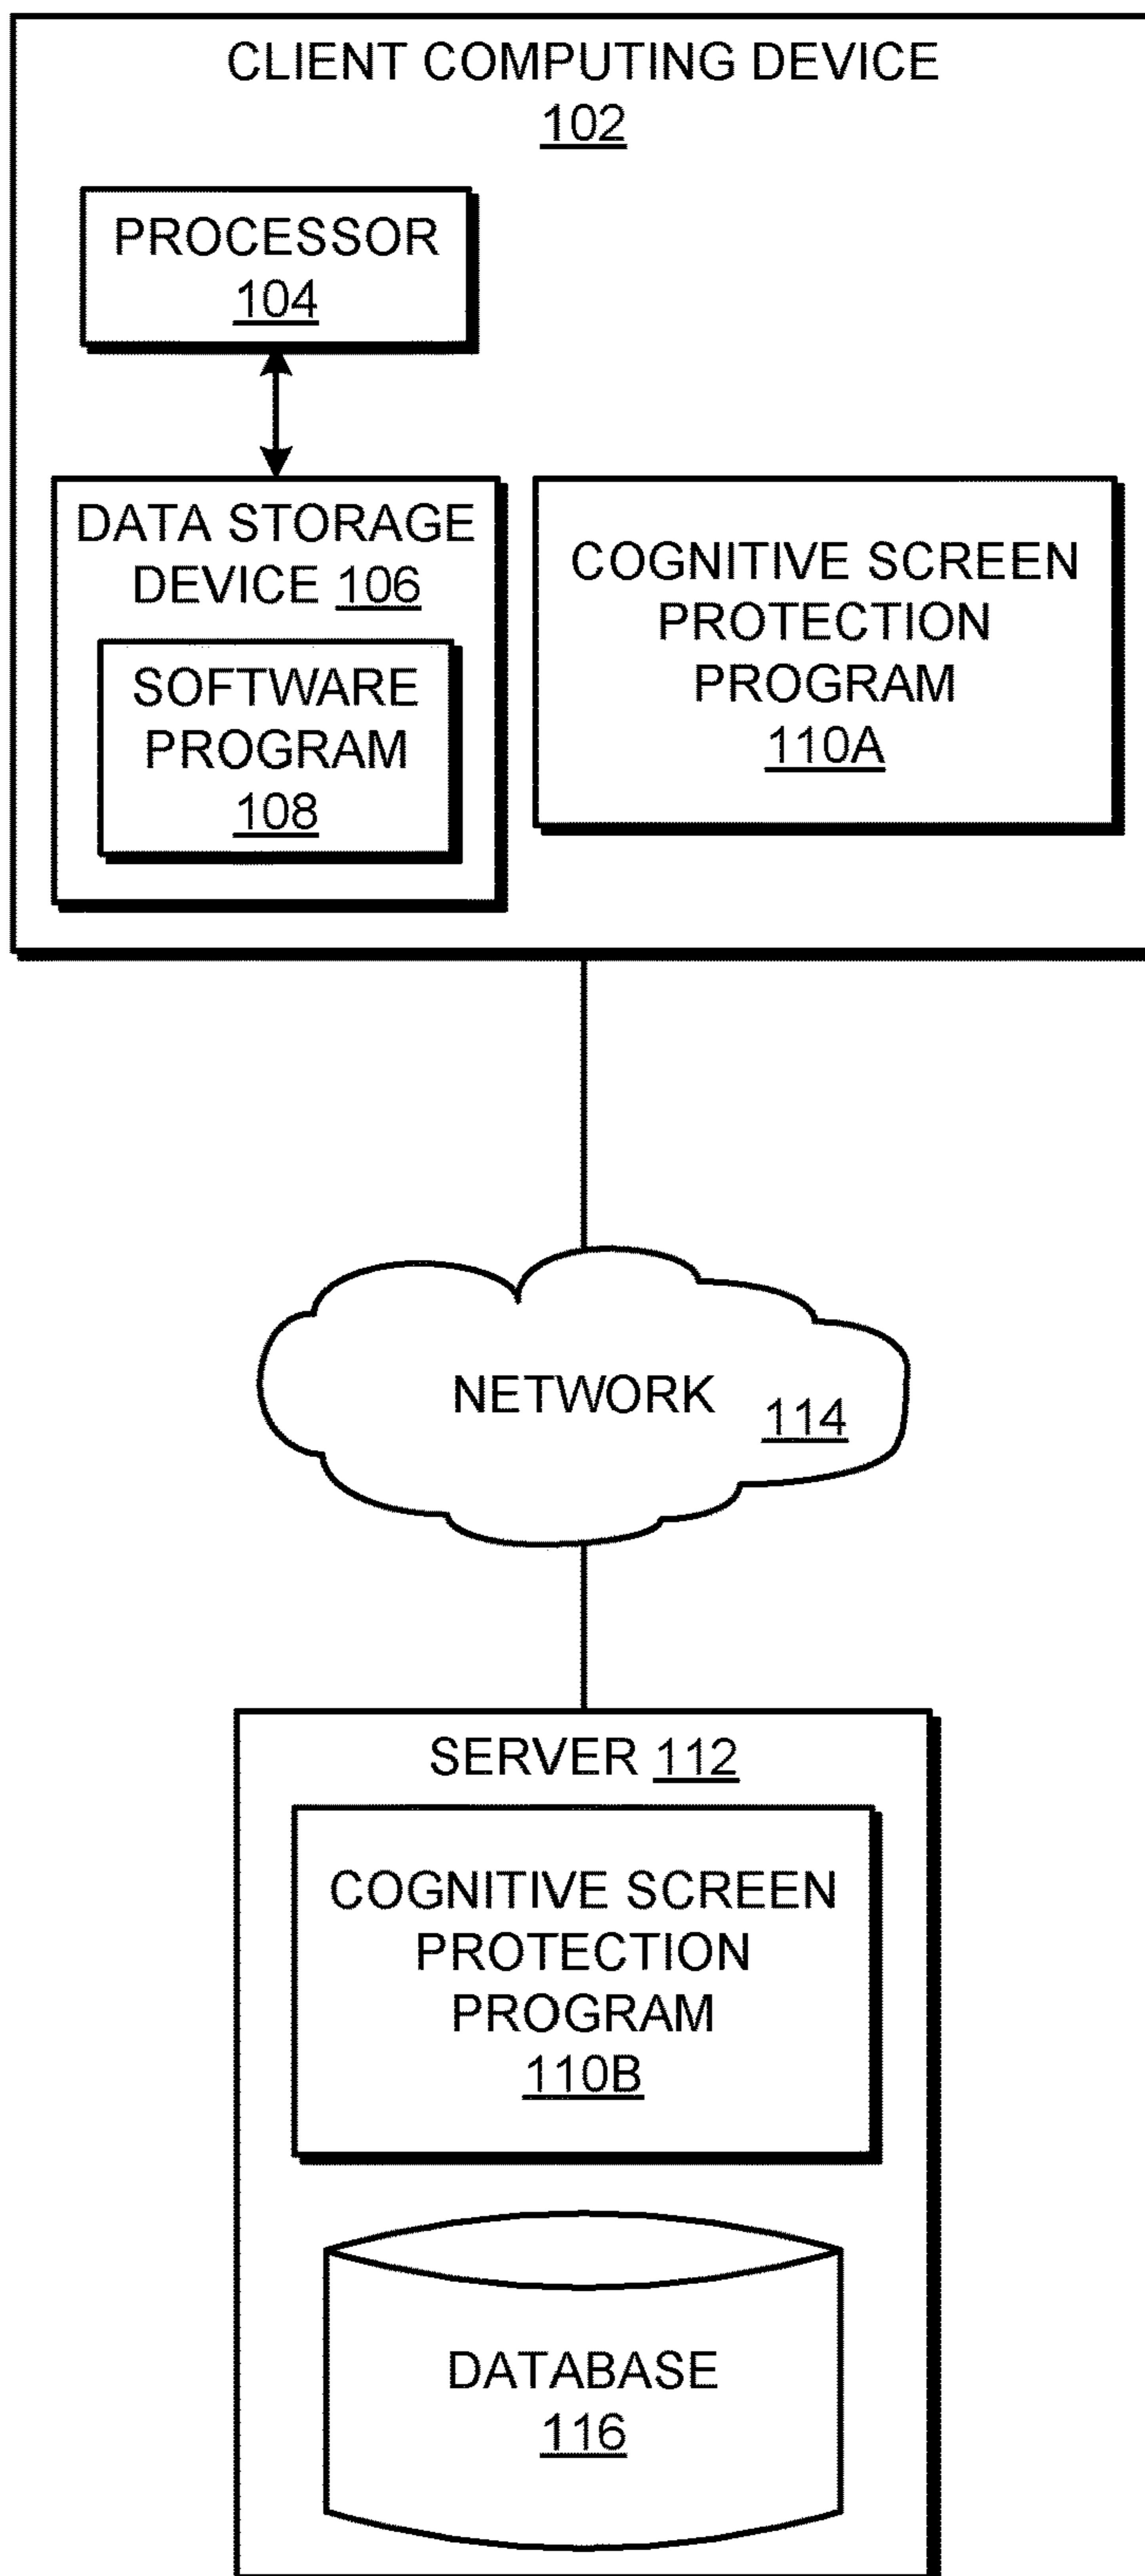 CLIENT COMPUTING DEVICE
102
PROCESSOR
104
DATA STORAGE
DEVICE 106
SOFTWARE
PROGRAM
108
COGNITIVE SCREEN
PROTECTION
PROGRAM
110A
NETWORK 114
SERVER 112
COGNITIVE SCREEN
PROTECTION
PROGRAM
110B
DATABASE
116